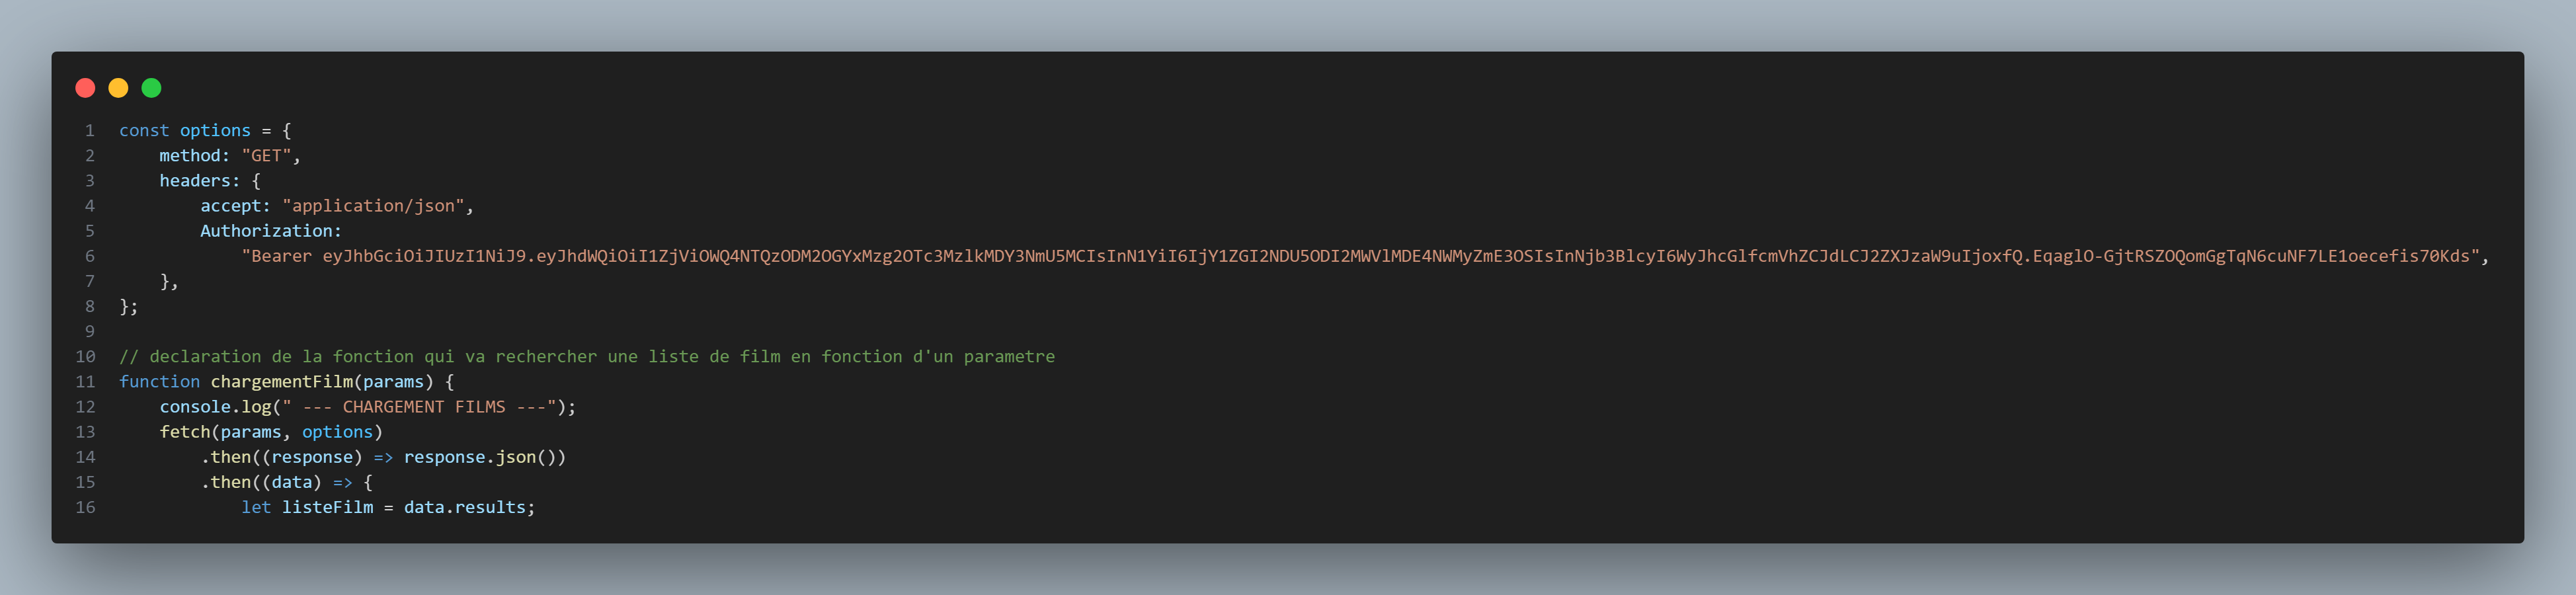 1 const options = {
2 method: "GET",
3 headers: {
4 accept: "application/json",
5 Authorization:
6 "Bearer eyJhbGciOiJIUzI1NiJ9.eyJhdWQiOiI1ZjViOWQ4NTQzODM2OGYxMzg2OTc3MzlkMDY3NmU5MCIsInN1YiI6IjY1ZGI2NDU5ODI2MWVlMDE4NWMyZmE3OSIsInNjb3BlcyI6WyJhcGlfcmVhZCJdLCJ2ZXJzaW9uIjoxfQ.EqaglO-GjtRSZOQomGgTqN6cuNF7LE1oecefis70Kds",
7 },
8 };
9
10 // declaration de la fonction qui va rechercher une liste de film en fonction d'un parametre
11 function chargementFilm(params) {
12 console.log(" --- CHARGEMENT FILMS ---");
13 fetch(params, options)
14 .then((response) => response.json())
15 .then((data) => {
16 let listeFilm = data.results;